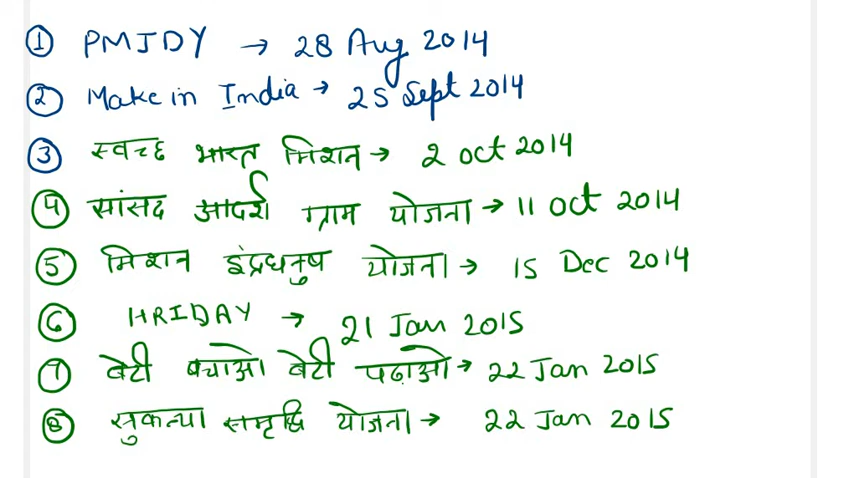 ① PMJDY → 28 Aug 2014
② Make in India → 25 Sept 2014
③ स्वच्छ भारत मिशन → 2 oct 2014
④ सांसद आदर्श ग्राम योजना → 11 oct 2014
⑤ मिशन इंद्रधनुष योजना → 15 Dec 2014
⑥ HRIDAY → 21 Jan 2015
⑦ बेटी बचाओ बेटी पढ़ाओ → 22 Jan 2015
⑧ सुकन्या समृद्धि योजना → 22 Jan 2015